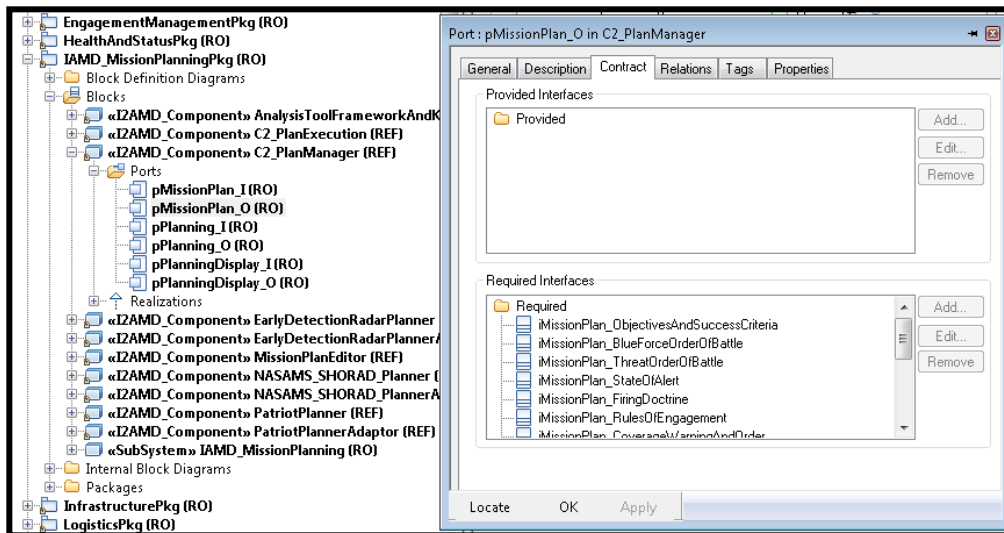 EngagementManagementPkg (RO)
HealthAndStatusPkg (RO)
IAMD_MissionPlanningPkg (RO)
Block Definition Diagrams
Blocks
«I2AMD_Component» AnalysisToolFrameworkAndK
«I2AMD_Component» C2_PlanExecution (REF)
«I2AMD_Component» C2_PlanManager (REF)
Ports
pMissionPlan_I (RO)
pMissionPlan_O (RO)
pPlanning_I (RO)
pPlanning_O (RO)
pPlanningDisplay_I (RO)
pPlanningDisplay_O (RO)
Realizations
«I2AMD_Component» EarlyDetectionRadarPlanner
«I2AMD_Component» EarlyDetectionRadarPlannerA
«I2AMD_Component» MissionPlanEditor (REF)
«I2AMD_Component» NASAMS_SHORAD_Planner (
«I2AMD_Component» NASAMS_SHORAD_PlannerA
«I2AMD_Component» PatriotPlanner (REF)
«I2AMD_Component» PatriotPlannerAdaptor (REF)
«SubSystem» IAMD_MissionPlanning (RO)
Internal Block Diagrams
Packages
InfrastructurePkg (RO)
LogisticsPkg (RO)
Port : pMissionPlan_O in C2_PlanManager
General Description Contract Relations Tags Properties
Provided Interfaces
Provided
Add...
Edit...
Remove
Required Interfaces
Required
iMissionPlan_ObjectivesAndSuccessCriteria
iMissionPlan_BlueForceOrderOfBattle
iMissionPlan_ThreatOrderOfBattle
iMissionPlan_StateOfAlert
iMissionPlan_FiringDoctrine
iMissionPlan_RulesOfEngagement
iMissionPlan_CoverageWarningAndOrder
Add...
Edit...
Remove
Locate OK Apply